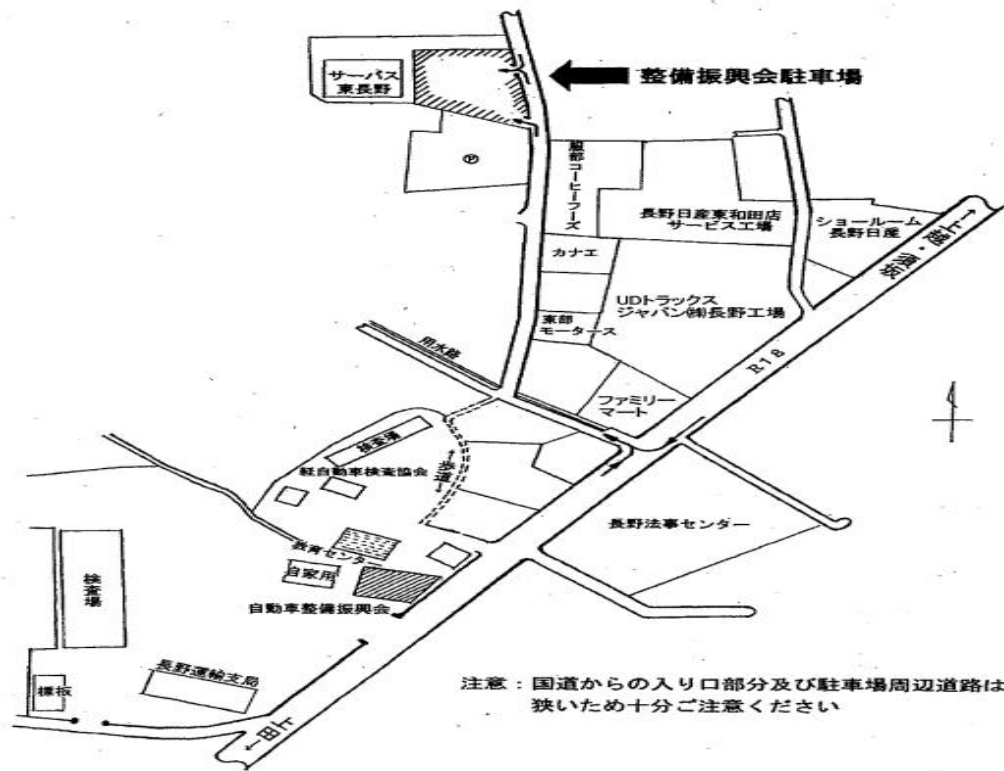 サーパス
東長野
整備振興会駐車場
Ⓟ
服部コーヒーフーズ
長野日産東和田店
サービス工場
ショールーム
長野日産
←上越・須坂
カナエ
UDトラックス
ジャパン㈱長野工場
東部
モータース
用水路
R18
ファミリー
マート
検査場
軽自動車検査協会
←歩道→
長野法事センター
教育センター
自家用
検査場
自動車整備振興会
長野運輸支局
標板
上田→
注意：国道からの入り口部分及び駐車場周辺道路は
狭いため十分ご注意ください